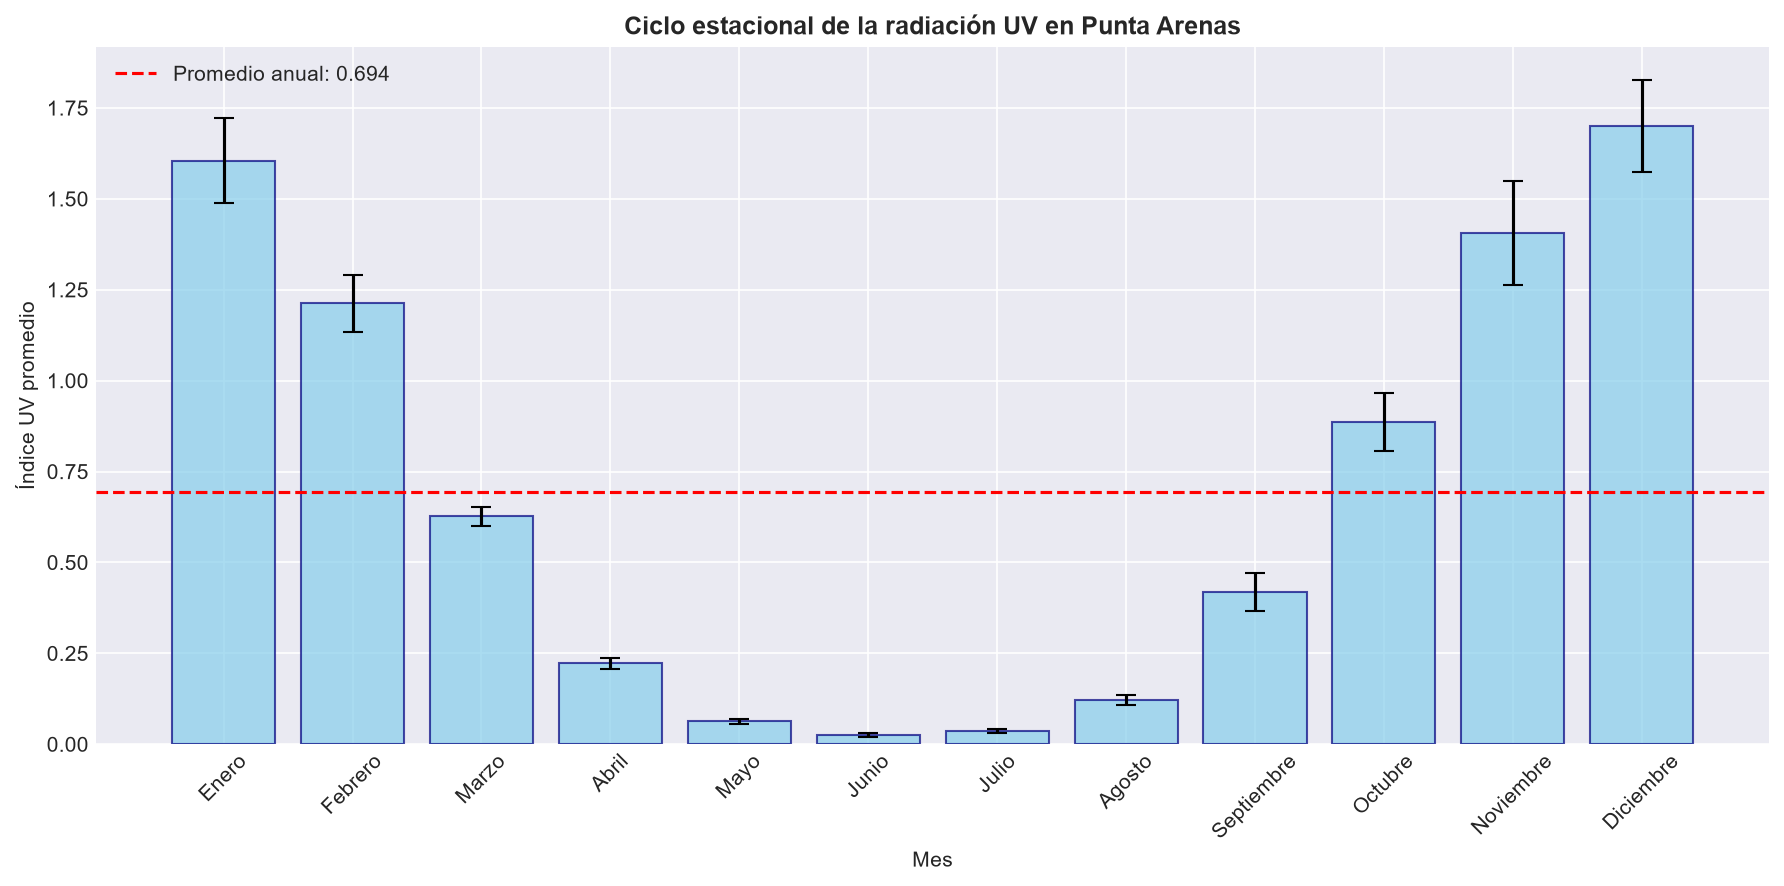 Ciclo estacional de la radiación UV en Punta Arenas
Promedio anual: 0.694
Índice UV promedio
1.75
1.50
1.25
1.00
0.75
0.50
0.25
0.00
Enero
Febrero
Marzo
Abril
Mayo
Junio
Julio
Agosto
Septiembre
Octubre
Noviembre
Diciembre
Mes